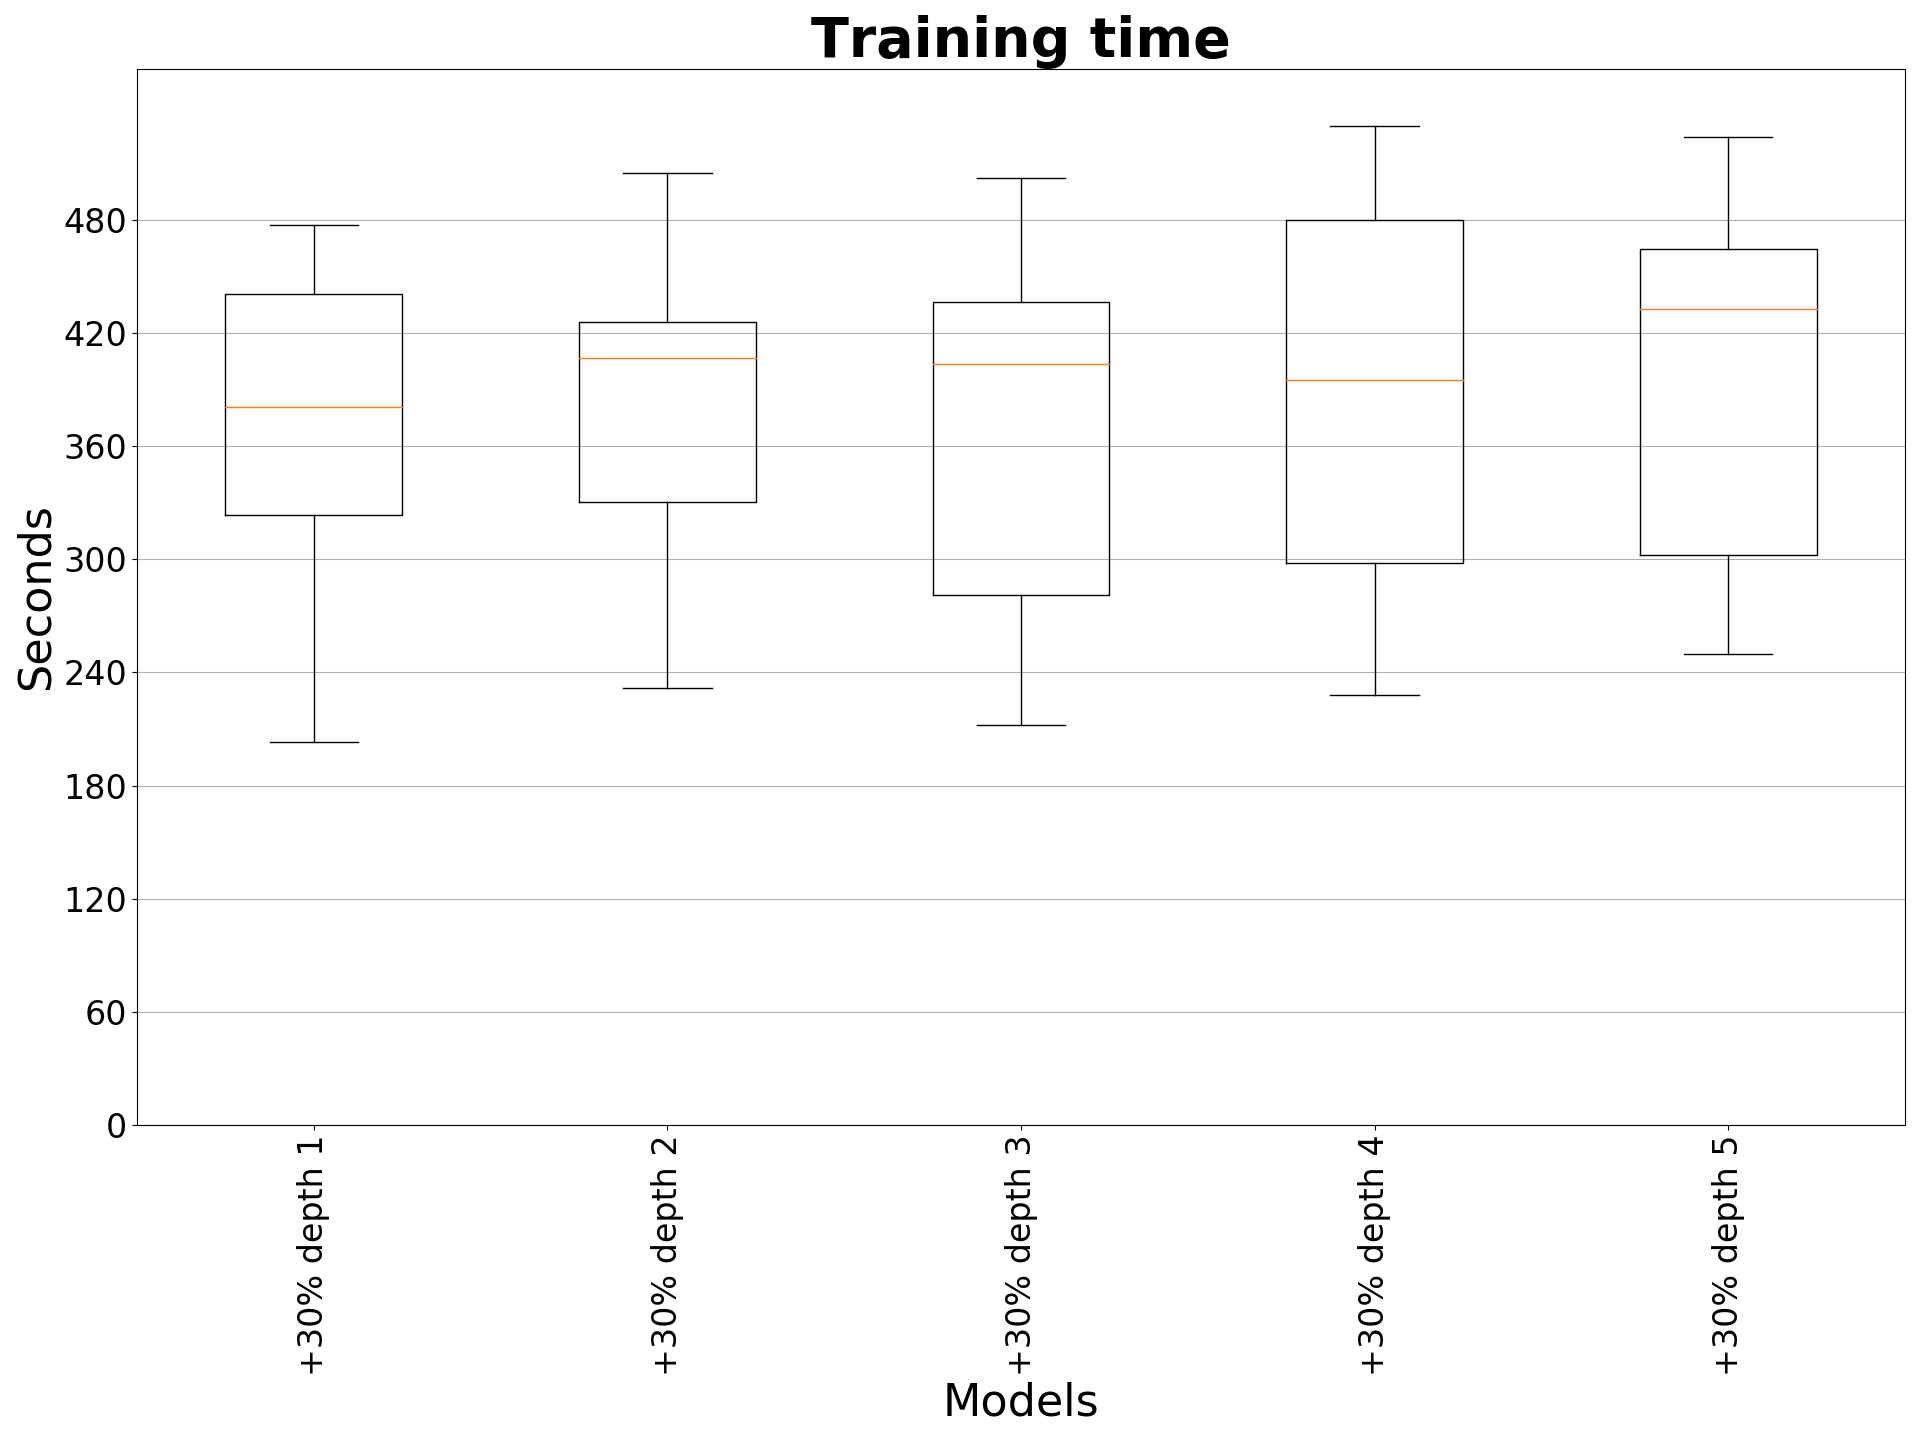 Training time
Seconds
480
420
360
300
240
180
120
60
0
+30% depth 1
+30% depth 2
+30% depth 3
+30% depth 4
+30% depth 5
Models